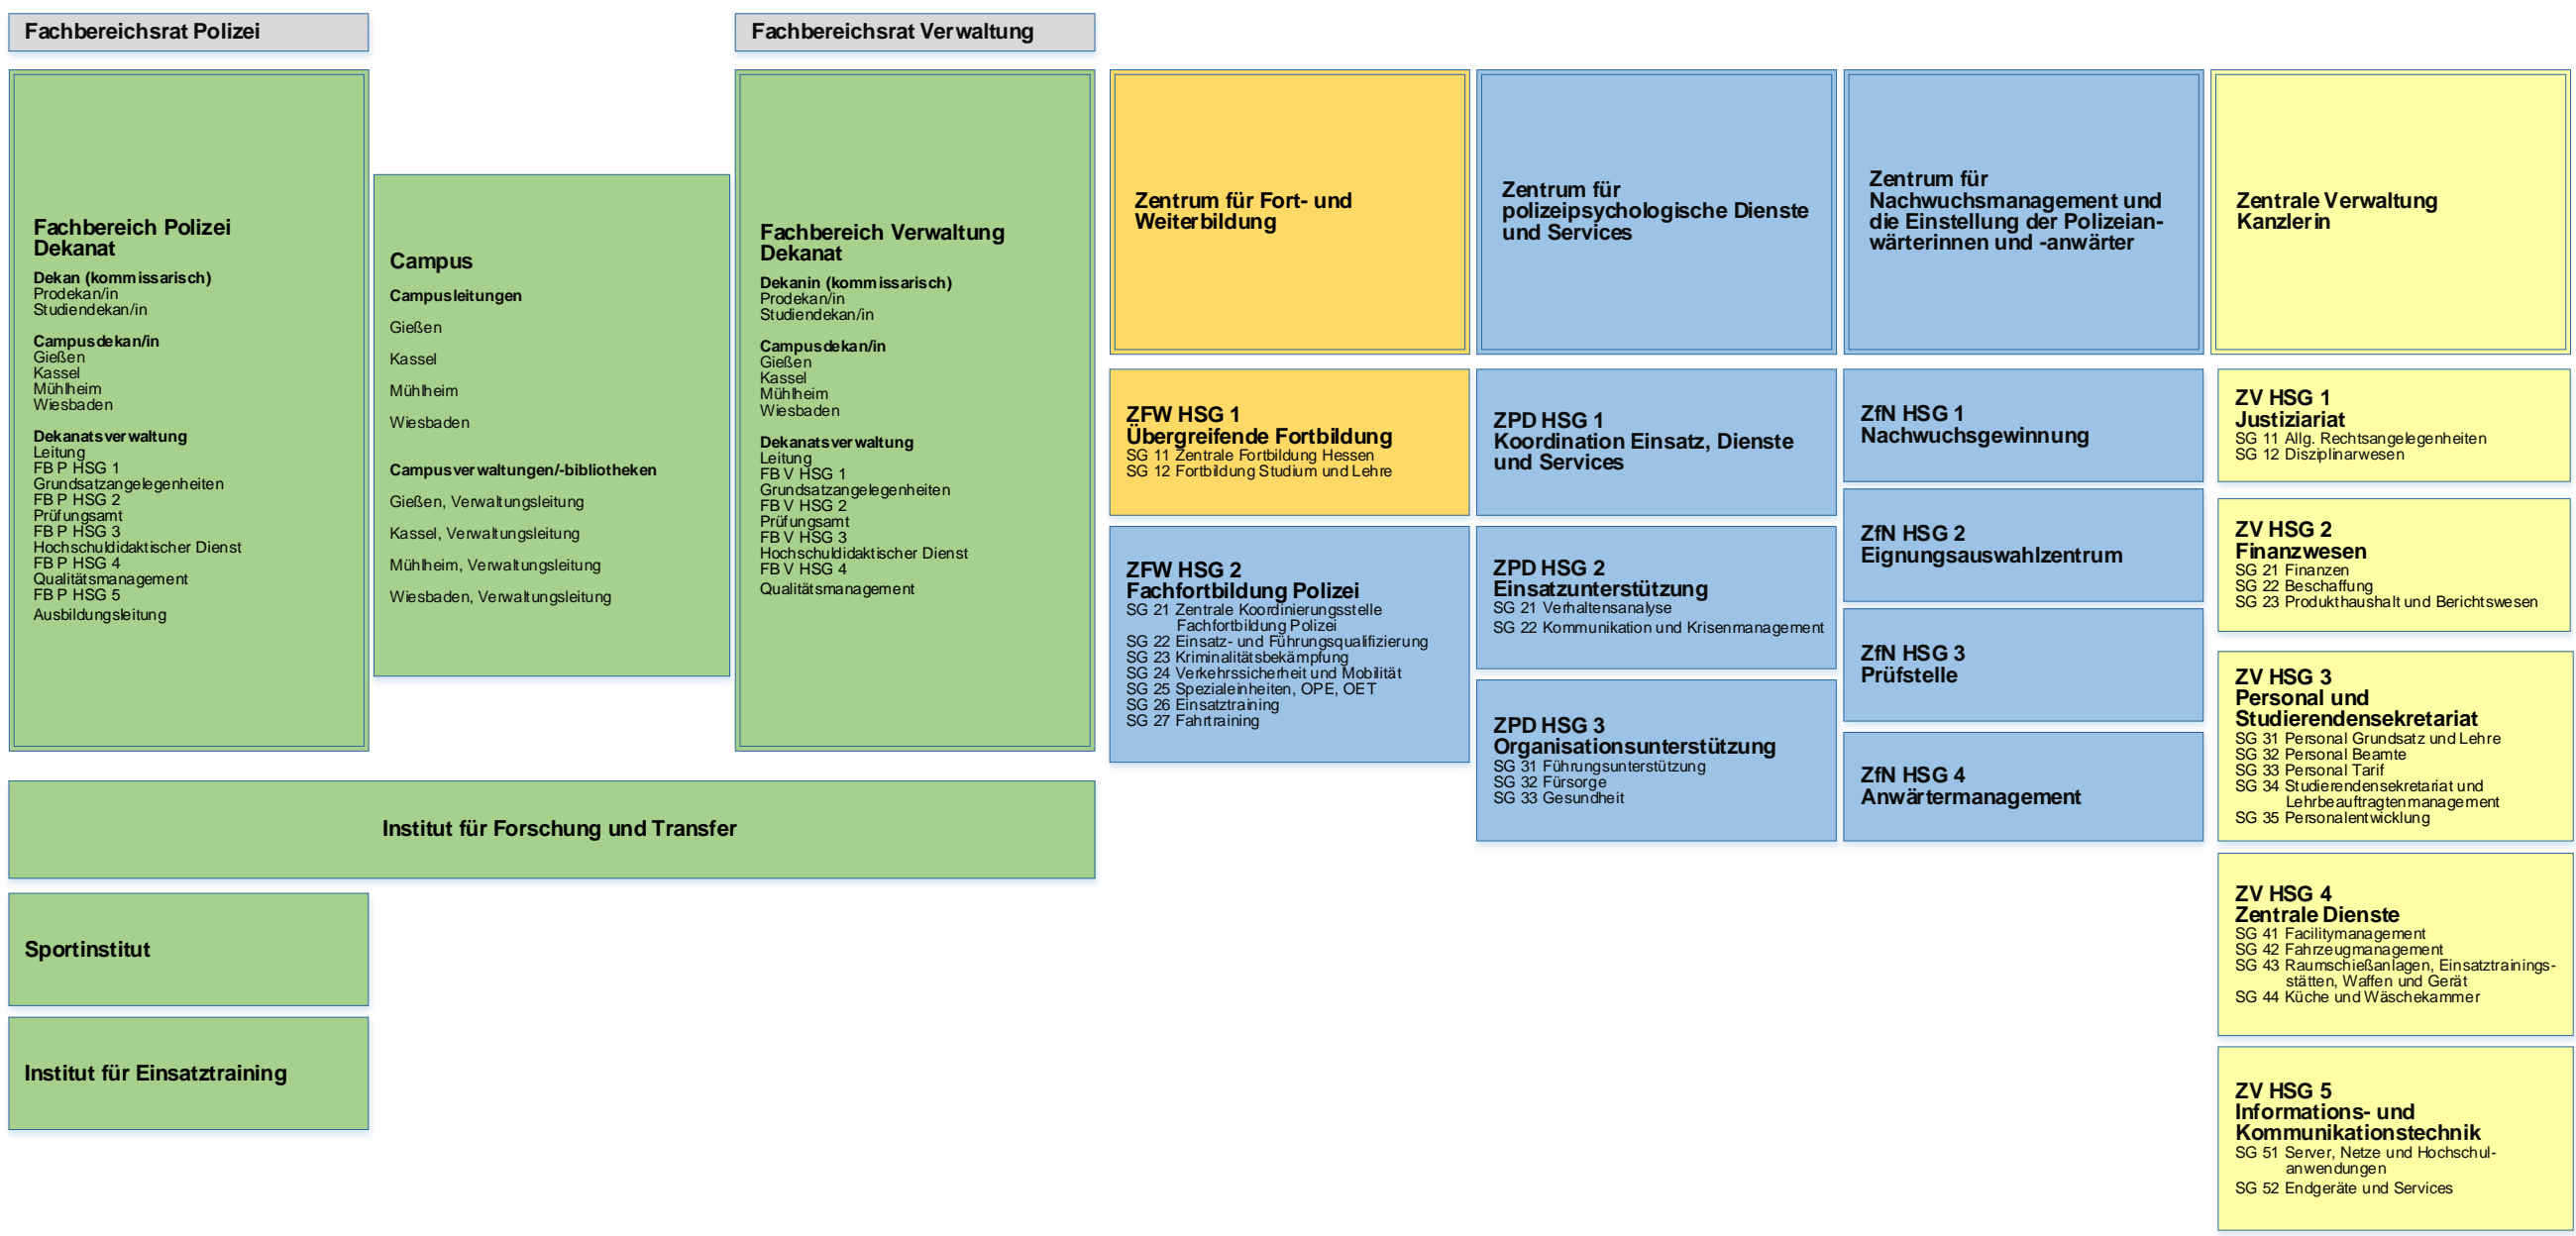 Fachbereichsrat Polizei
Fachbereichsrat Verwaltung
Fachbereich Polizei
Dekanat
Dekan (kommissarisch)
Prodekan/in
Studiendekan/in
Campusdekan/in
Gießen
Kassel
Mühlheim
Wiesbaden
Dekanatsverwaltung
Leitung
FB P HSG 1
Grundsatzangelegenheiten
FB P HSG 2
Prüfungsamt
FB P HSG 3
Hochschuldidaktischer Dienst
FB P HSG 4
Qualitätsmanagement
FB P HSG 5
Ausbildungsleitung
Campus
Campusleitungen
Gießen
Kassel
Mühlheim
Wiesbaden
Campusverwaltungen/-bibliotheken
Gießen, Verwaltungsleitung
Kassel, Verwaltungsleitung
Mühlheim, Verwaltungsleitung
Wiesbaden, Verwaltungsleitung
Fachbereich Verwaltung
Dekanat
Dekanin (kommissarisch)
Prodekan/in
Studiendekan/in
Campusdekan/in
Gießen
Kassel
Mühlheim
Wiesbaden
Dekanatsverwaltung
Leitung
FB V HSG 1
Grundsatzangelegenheiten
FB V HSG 2
Prüfungsamt
FB V HSG 3
Hochschuldidaktischer Dienst
FB V HSG 4
Qualitätsmanagement
Institut für Forschung und Transfer
Sportinstitut
Institut für Einsatztraining
Zentrum für Fort- und
Weiterbildung
ZFW HSG 1
Übergreifende Fortbildung
SG 11 Zentrale Fortbildung Hessen
SG 12 Fortbildung Studium und Lehre
ZFW HSG 2
Fachfortbildung Polizei
SG 21 Zentrale Koordinierungsstelle
Fachfortbildung Polizei
SG 22 Einsatz- und Führungsqualifizierung
SG 23 Kriminalitätsbekämpfung
SG 24 Verkehrssicherheit und Mobilität
SG 25 Spezialeinheiten, OPE, OET
SG 26 Einsatztraining
SG 27 Fahrtraining
Zentrum für
polizeipsychologische Dienste
und Services
ZPD HSG 1
Koordination Einsatz, Dienste
und Services
ZPD HSG 2
Einsatzunterstützung
SG 21 Verhaltensanalyse
SG 22 Kommunikation und Krisenmanagement
ZPD HSG 3
Organisationsunterstützung
SG 31 Führungsunterstützung
SG 32 Fürsorge
SG 33 Gesundheit
Zentrum für
Nachwuchsmanagement und
die Einstellung der Polizeian-
wärterinnen und -anwärter
ZfN HSG 1
Nachwuchsgewinnung
ZfN HSG 2
Eignungsauswahlzentrum
ZfN HSG 3
Prüfstelle
ZfN HSG 4
Anwärtermanagement
Zentrale Verwaltung
Kanzlerin
ZV HSG 1
Justiziariat
SG 11 Allg. Rechtsangelegenheiten
SG 12 Disziplinarwesen
ZV HSG 2
Finanzwesen
SG 21 Finanzen
SG 22 Beschaffung
SG 23 Produkthaushalt und Berichtswesen
ZV HSG 3
Personal und
Studierendensekretariat
SG 31 Personal Grundsatz und Lehre
SG 32 Personal Beamte
SG 33 Personal Tarif
SG 34 Studierendensekretariat und
Lehrbeauftragtenmanagement
SG 35 Personalentwicklung
ZV HSG 4
Zentrale Dienste
SG 41 Facilitymanagement
SG 42 Fahrzeugmanagement
SG 43 Raumschießanlagen, Einsatztrainings-
stätten, Waffen und Gerät
SG 44 Küche und Wäschekammer
ZV HSG 5
Informations- und
Kommunikationstechnik
SG 51 Server, Netze und Hochschul-
anwendungen
SG 52 Endgeräte und Services